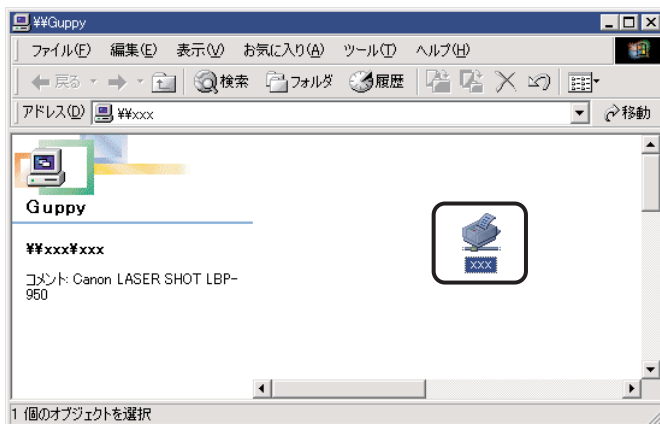 ¥¥Guppy
ファイル(F) 編集(E) 表示(V) お気に入り(A) ツール(T) ヘルプ(H)
戻る 検索 フォルダ 履歴
アドレス(D) ¥¥xxx 移動
Guppy
¥¥xxx¥xxx
コメント: Canon LASER SHOT LBP-
950
xxx
1 個のオブジェクトを選択